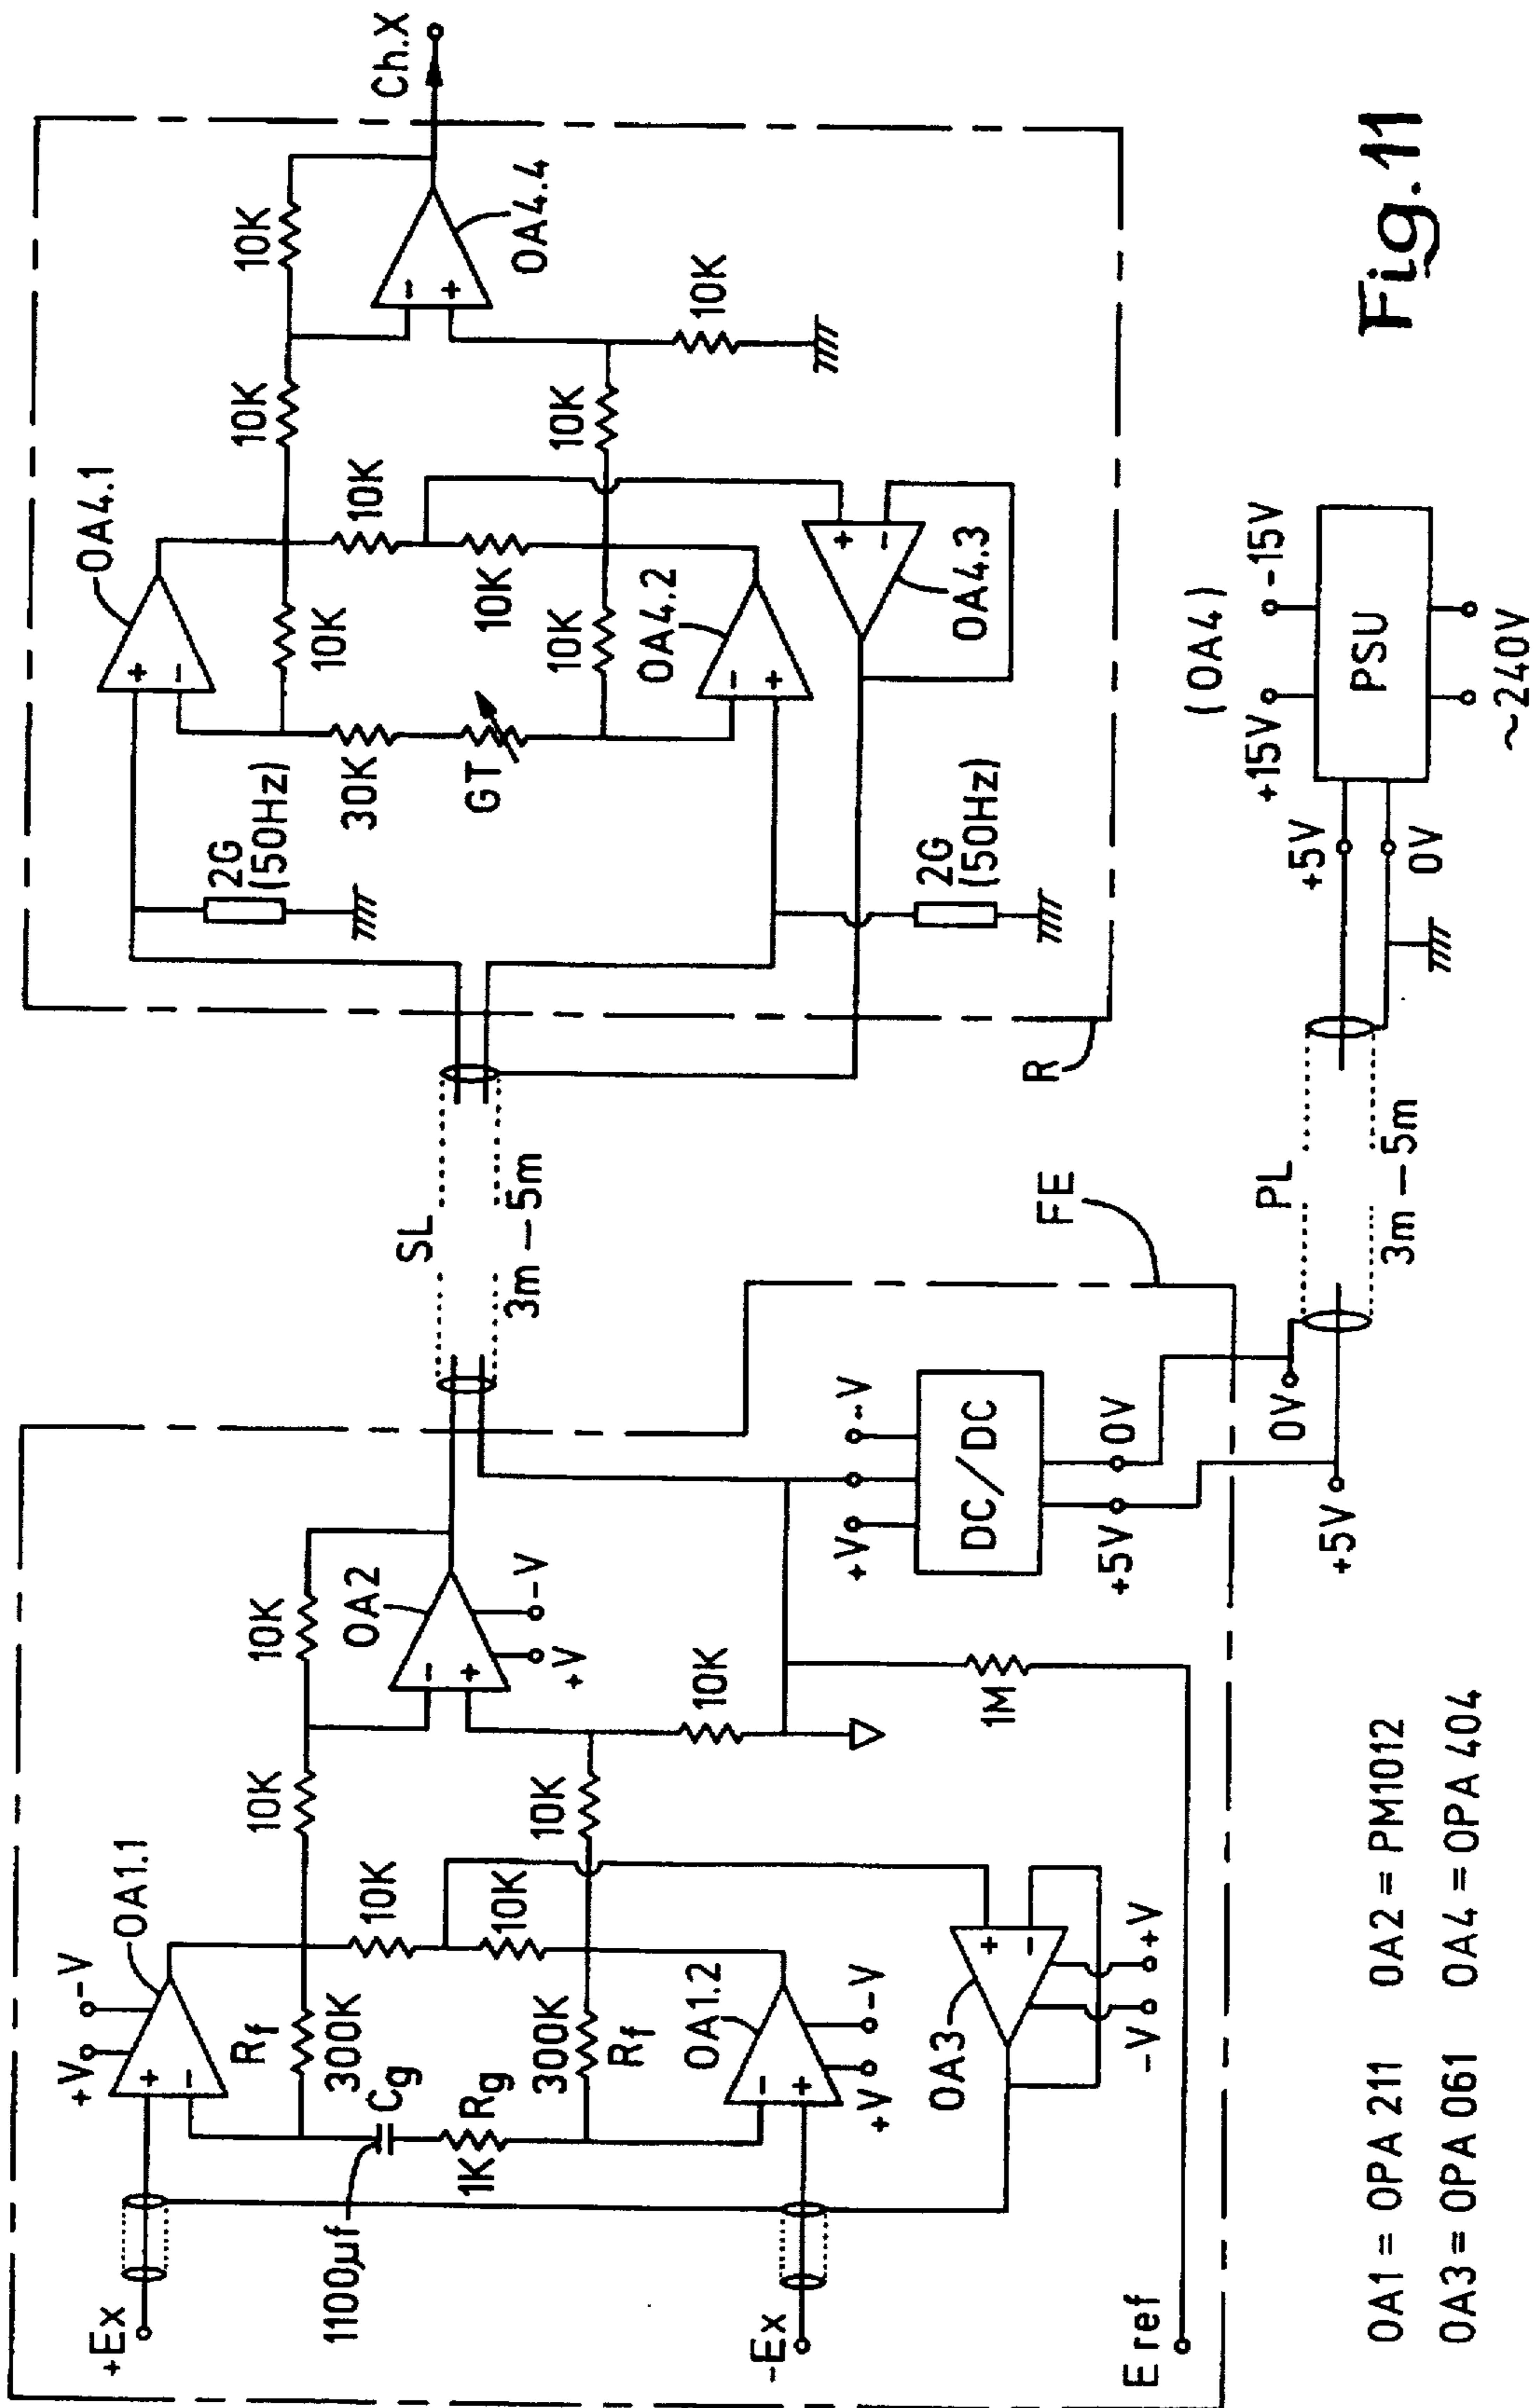 +Ex
+V
-V
OA1.1
Rf
300K
Cg
1100µf
1K
Rg
300K
Rf
10K
10K
10K
10K
10K
OA2
+V
-V
10K
OA1.2
+V
-V
-Ex
OA3
-V
+V
1M
E ref
+V
--V
DC/DC
+5V
0V
FE
0V
+5V
SL
3m – 5m
PL
3m – 5m
R
2G
(50Hz)
OA4.1
10K
30K
GT
10K
10K
10K
10K
10K
10K
OA4.4
10K
Ch.X
OA4.2
2G
(50Hz)
OA4.3
(OA4)
+15V
-15V
+5V
0V
PSU
~240V
OA1 = OPA 211 OA2 = PM1012
OA3 = OPA 061 OA4 = OPA 404
Fig. 11